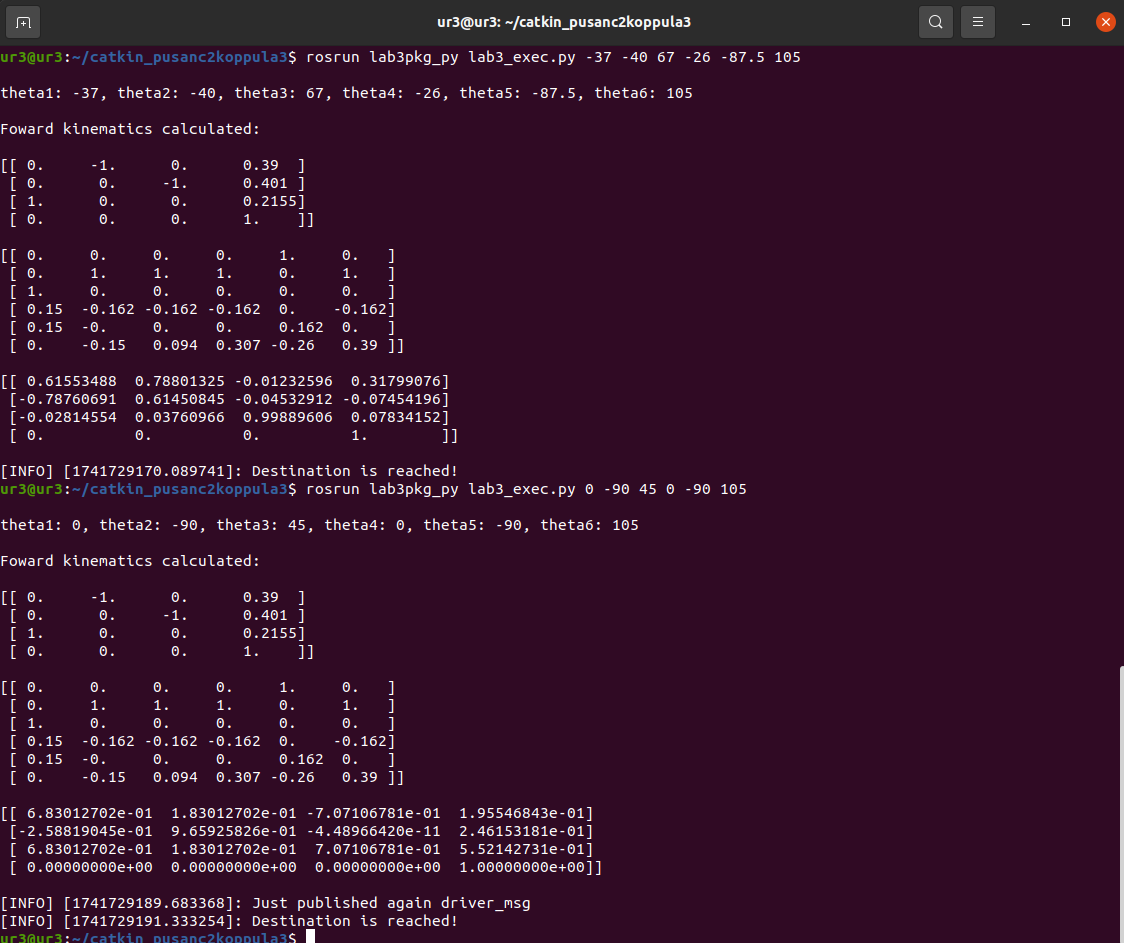 ur3@ur3: ~/catkin_pusanc2koppula3
ur3@ur3:~/catkin_pusanc2koppula3$ rosrun lab3pkg_py lab3_exec.py -37 -40 67 -26 -87.5 105
theta1: -37, theta2: -40, theta3: 67, theta4: -26, theta5: -87.5, theta6: 105
Foward kinematics calculated:
[[ 0. -1. 0. 0.39 ]
[ 0. 0. -1. 0.401 ]
[ 1. 0. 0. 0.2155]
[ 0. 0. 0. 1. ]]
[[ 0. 0. 0. 0. 1. 0. ]
[ 0. 1. 1. 1. 0. 1. ]
[ 1. 0. 0. 0. 0. 0. ]
[ 0.15 -0.162 -0.162 -0.162 0. -0.162]
[ 0.15 -0. 0. 0. 0.162 0. ]
[ 0. -0.15 0.094 0.307 -0.26 0.39 ]]
[[ 0.61553488 0.78801325 -0.01232596 0.31799076]
[-0.78760691 0.61450845 -0.04532912 -0.07454196]
[-0.02814554 0.03760966 0.99889606 0.07834152]
[ 0. 0. 0. 1. ]]
[INFO] [1741729170.089741]: Destination is reached!
ur3@ur3:~/catkin_pusanc2koppula3$ rosrun lab3pkg_py lab3_exec.py 0 -90 45 0 -90 105
theta1: 0, theta2: -90, theta3: 45, theta4: 0, theta5: -90, theta6: 105
Foward kinematics calculated:
[[ 0. -1. 0. 0.39 ]
[ 0. 0. -1. 0.401 ]
[ 1. 0. 0. 0.2155]
[ 0. 0. 0. 1. ]]
[[ 0. 0. 0. 0. 1. 0. ]
[ 0. 1. 1. 1. 0. 1. ]
[ 1. 0. 0. 0. 0. 0. ]
[ 0.15 -0.162 -0.162 -0.162 0. -0.162]
[ 0.15 -0. 0. 0. 0.162 0. ]
[ 0. -0.15 0.094 0.307 -0.26 0.39 ]]
[[ 6.83012702e-01 1.83012702e-01 -7.07106781e-01 1.95546843e-01]
[-2.58819045e-01 9.65925826e-01 -4.48966420e-11 2.46153181e-01]
[ 6.83012702e-01 1.83012702e-01 7.07106781e-01 5.52142731e-01]
[ 0.00000000e+00 0.00000000e+00 0.00000000e+00 1.00000000e+00]]
[INFO] [1741729189.683368]: Just published again driver_msg
[INFO] [1741729191.333254]: Destination is reached!
ur3@ur3:~/catkin_pusanc2koppula3$